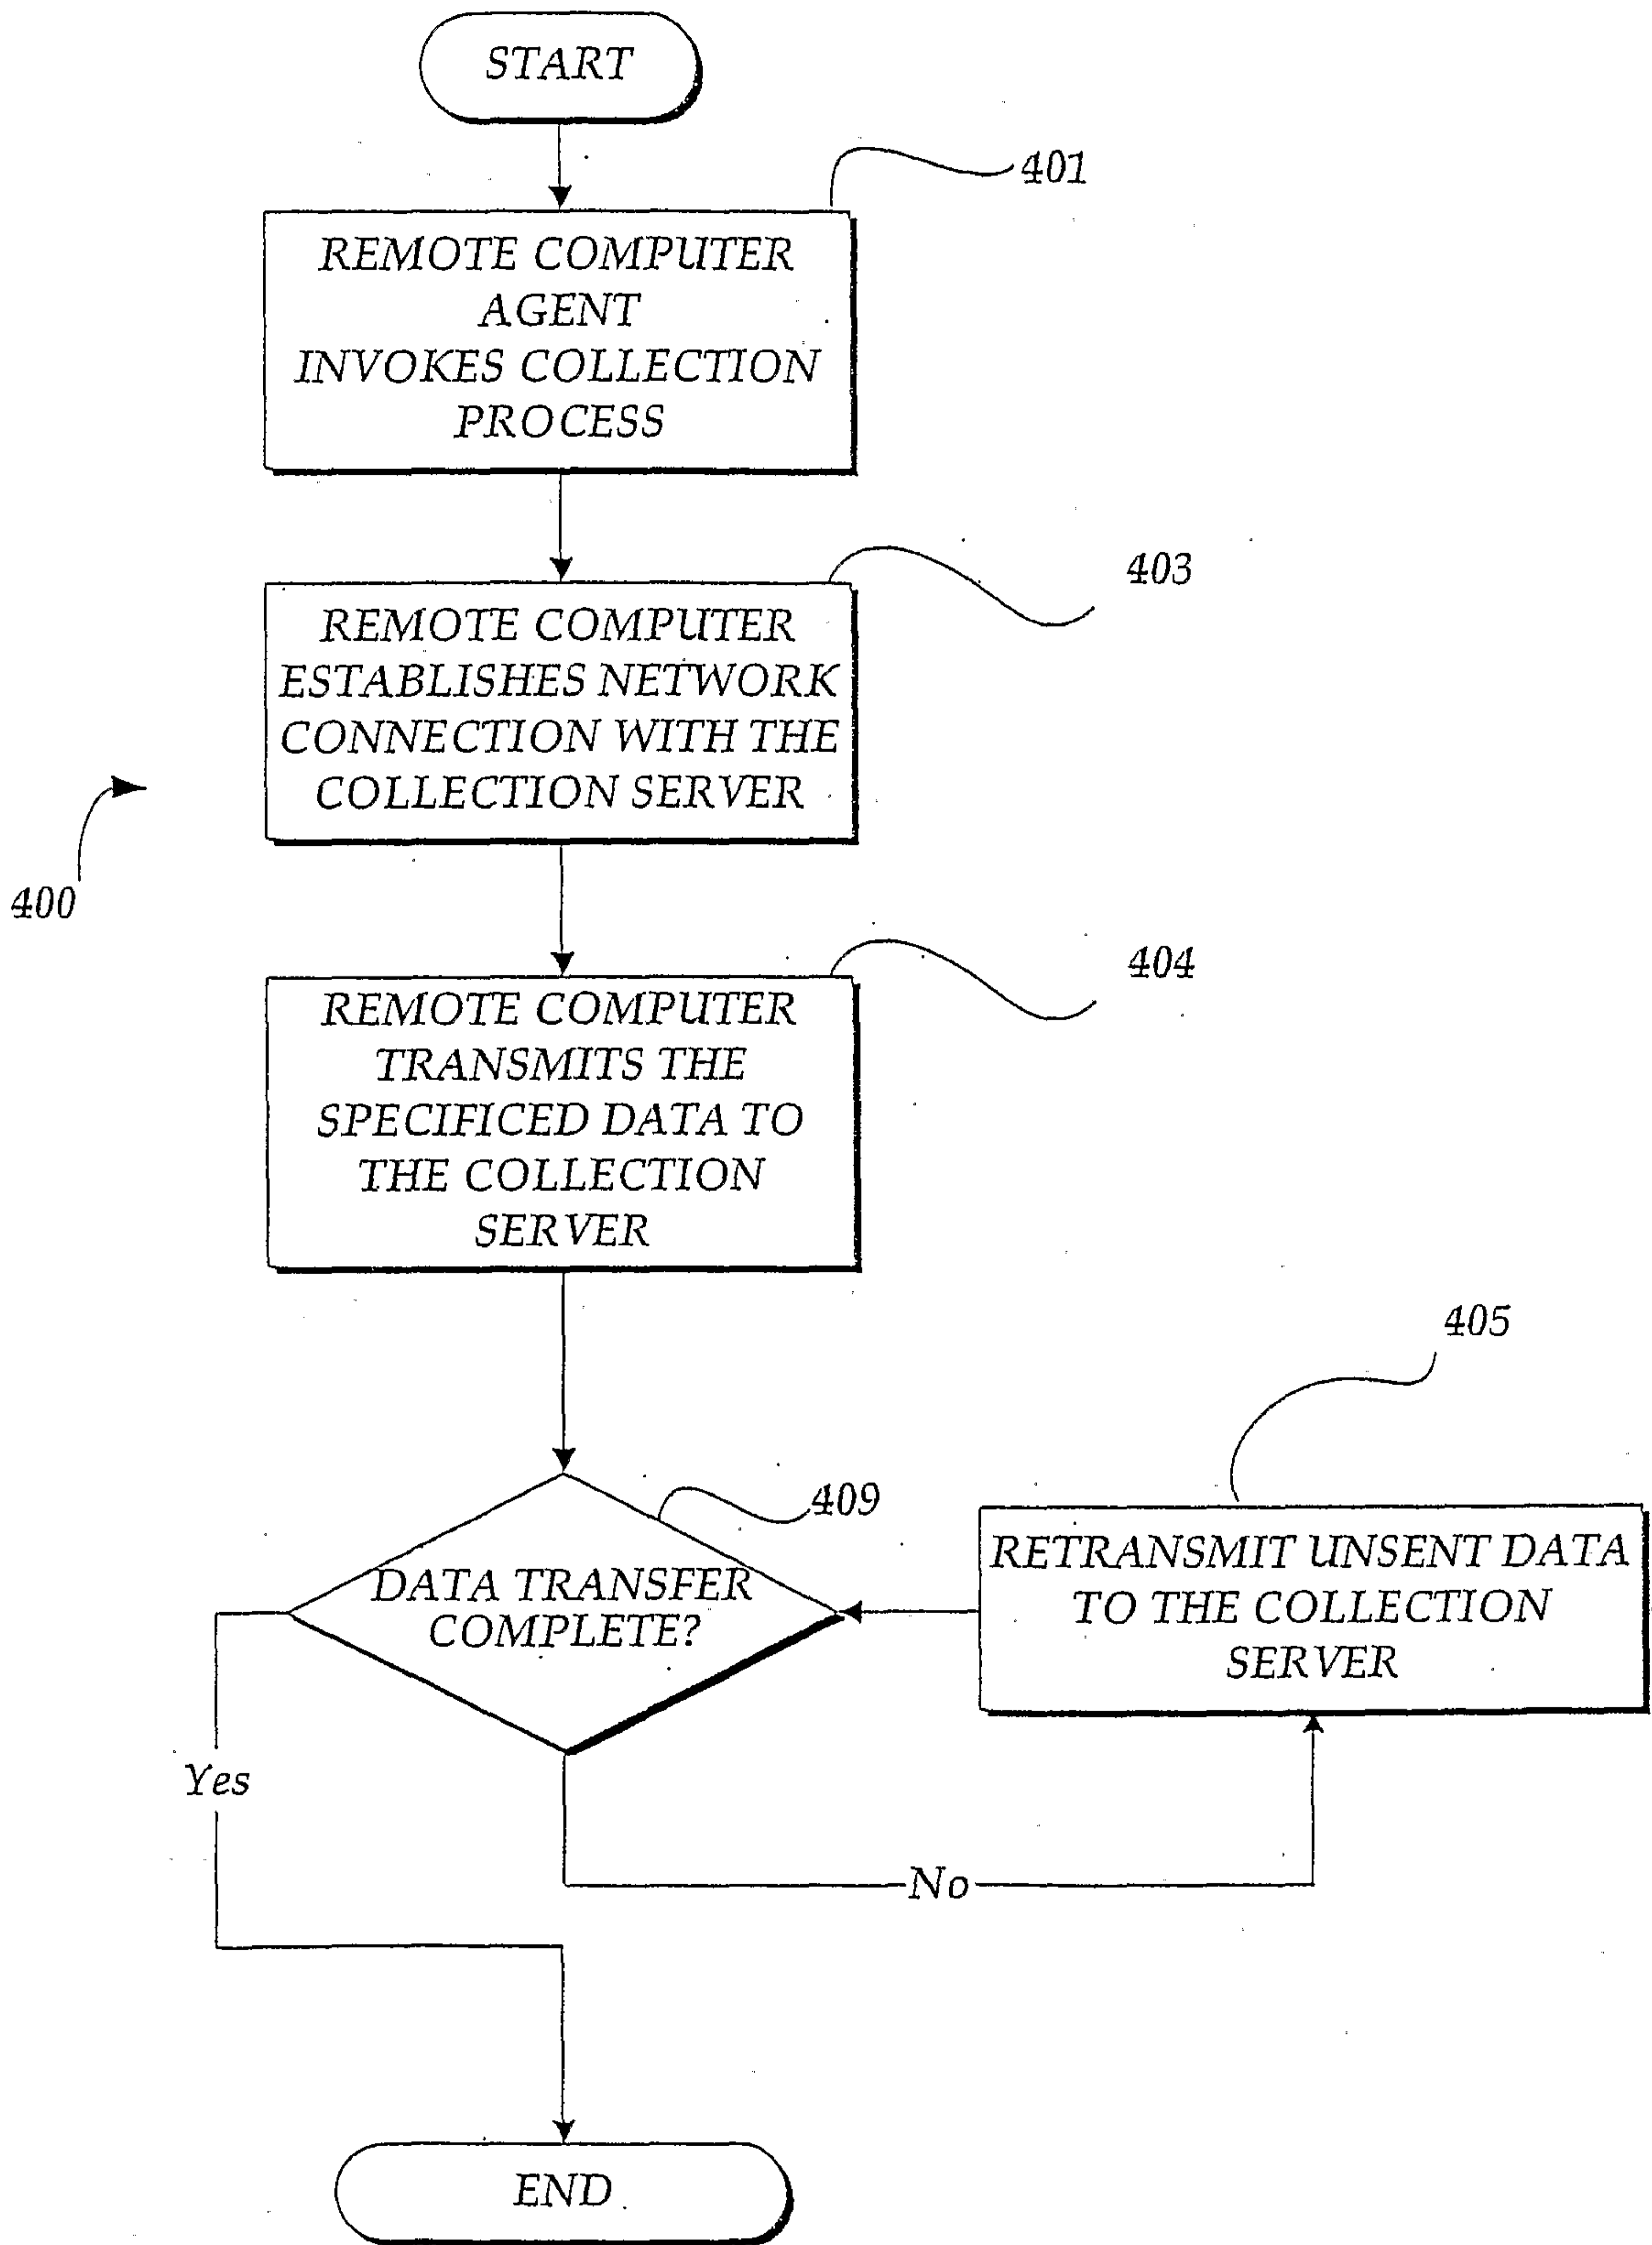 START
401
REMOTE COMPUTER
AGENT
INVOKES COLLECTION
PROCESS
403
REMOTE COMPUTER
ESTABLISHES NETWORK
CONNECTION WITH THE
COLLECTION SERVER
400
404
REMOTE COMPUTER
TRANSMITS THE
SPECIFICED DATA TO
THE COLLECTION
SERVER
405
409
DATA TRANSFER
COMPLETE?
RETRANSMIT UNSENT DATA
TO THE COLLECTION
SERVER
Yes
No
END